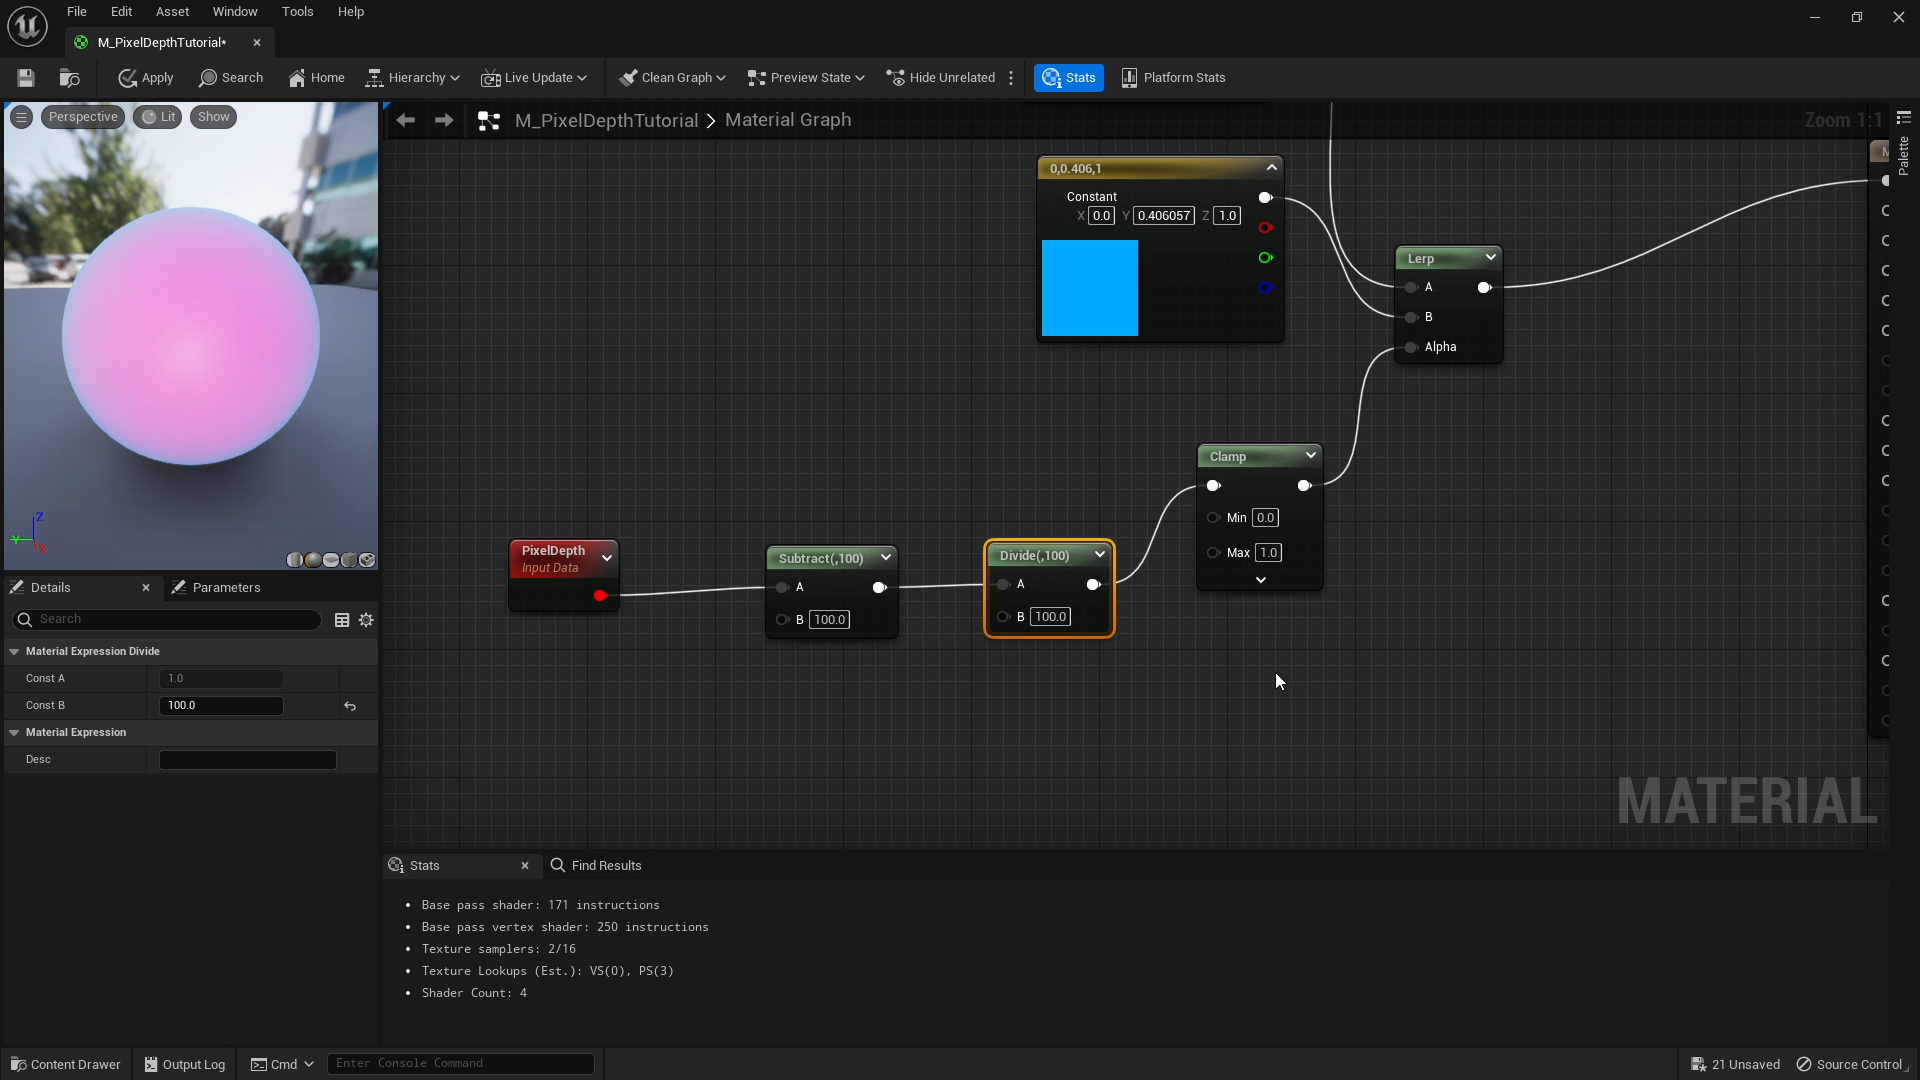 File Edit Asset Window Tools Help
M_PixelDepthTutorial*
Apply Search Home Hierarchy Live Update Clean Graph Preview State Hide Unrelated Stats Platform Stats
Perspective Lit Show
M_PixelDepthTutorial > Material Graph
Zoom 1:1
Palette
0,0.406,1
Constant
X 0.0 Y 0.406057 Z 1.0
Lerp
A
B
Alpha
Clamp
Min 0.0
Max 1.0
PixelDepth
Input Data
Subtract(,100)
A
B 100.0
Divide(,100)
A
B 100.0
M
MATERIAL
Z
Y
X
Details Parameters
Search
Material Expression Divide
Const A 1.0
Const B 100.0
Material Expression
Desc
Stats Find Results
• Base pass shader: 171 instructions
• Base pass vertex shader: 250 instructions
• Texture samplers: 2/16
• Texture Lookups (Est.): VS(0), PS(3)
• Shader Count: 4
Content Drawer Output Log Cmd Enter Console Command 21 Unsaved Source Control